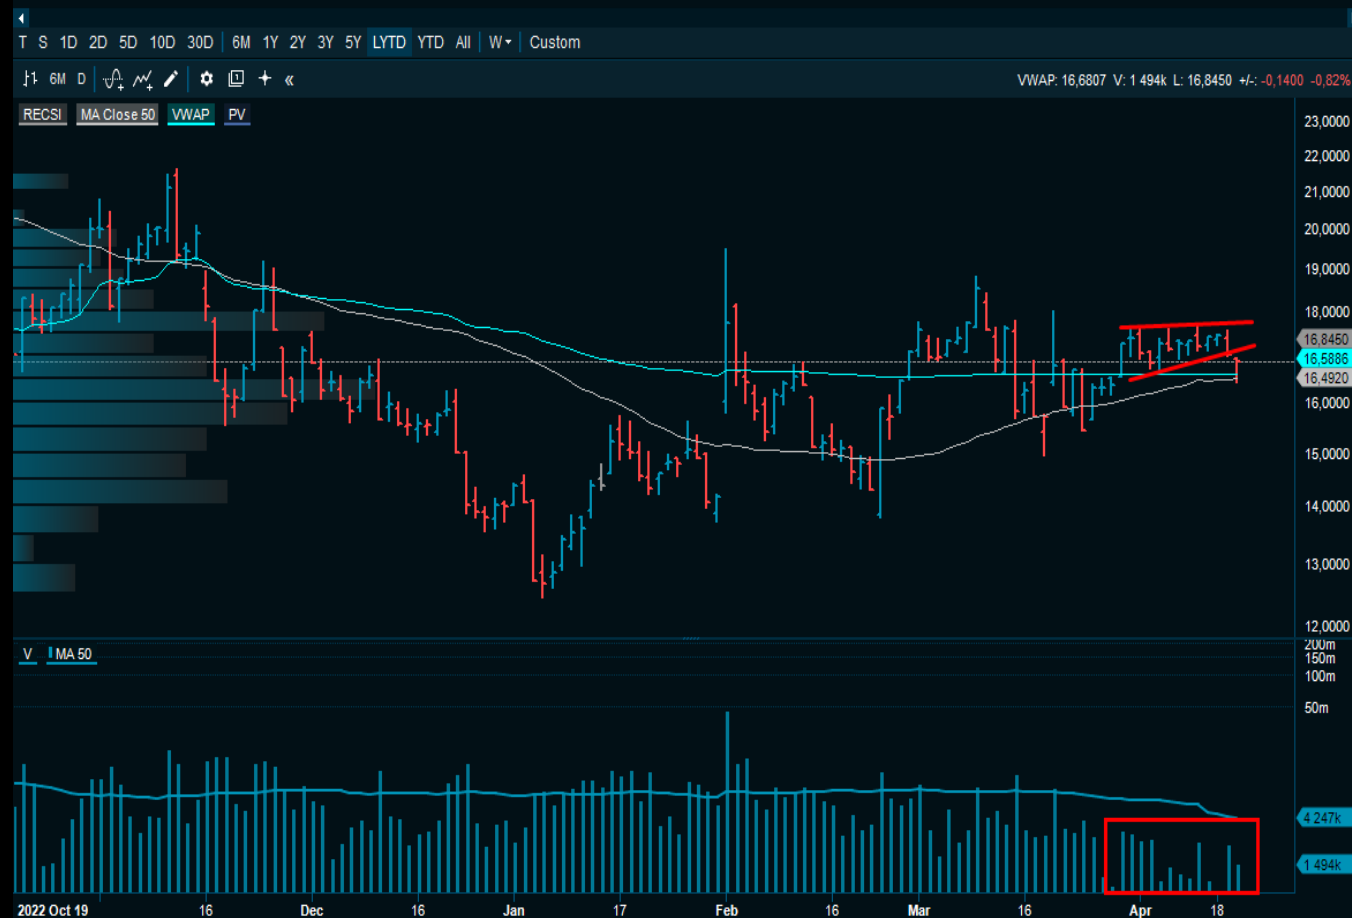 T S 1D 2D 5D 10D 30D 6M 1Y 2Y 3Y 5Y LYTD YTD All W Custom
6M D VWAP: 16,6807 V: 1 494k L: 16,8450 +/-: -0,1400 -0,82%
RECSI MA Close 50 VWAP PV
23,0000
22,0000
21,0000
20,0000
19,0000
18,0000
16,8450
16,5886
16,4920
16,0000
15,0000
14,0000
13,0000
12,0000
V MA 50
200m
150m
100m
50m
4 247k
1 494k
2022 Oct 19 16 Dec 16 Jan 17 Feb 16 Mar 16 Apr 18